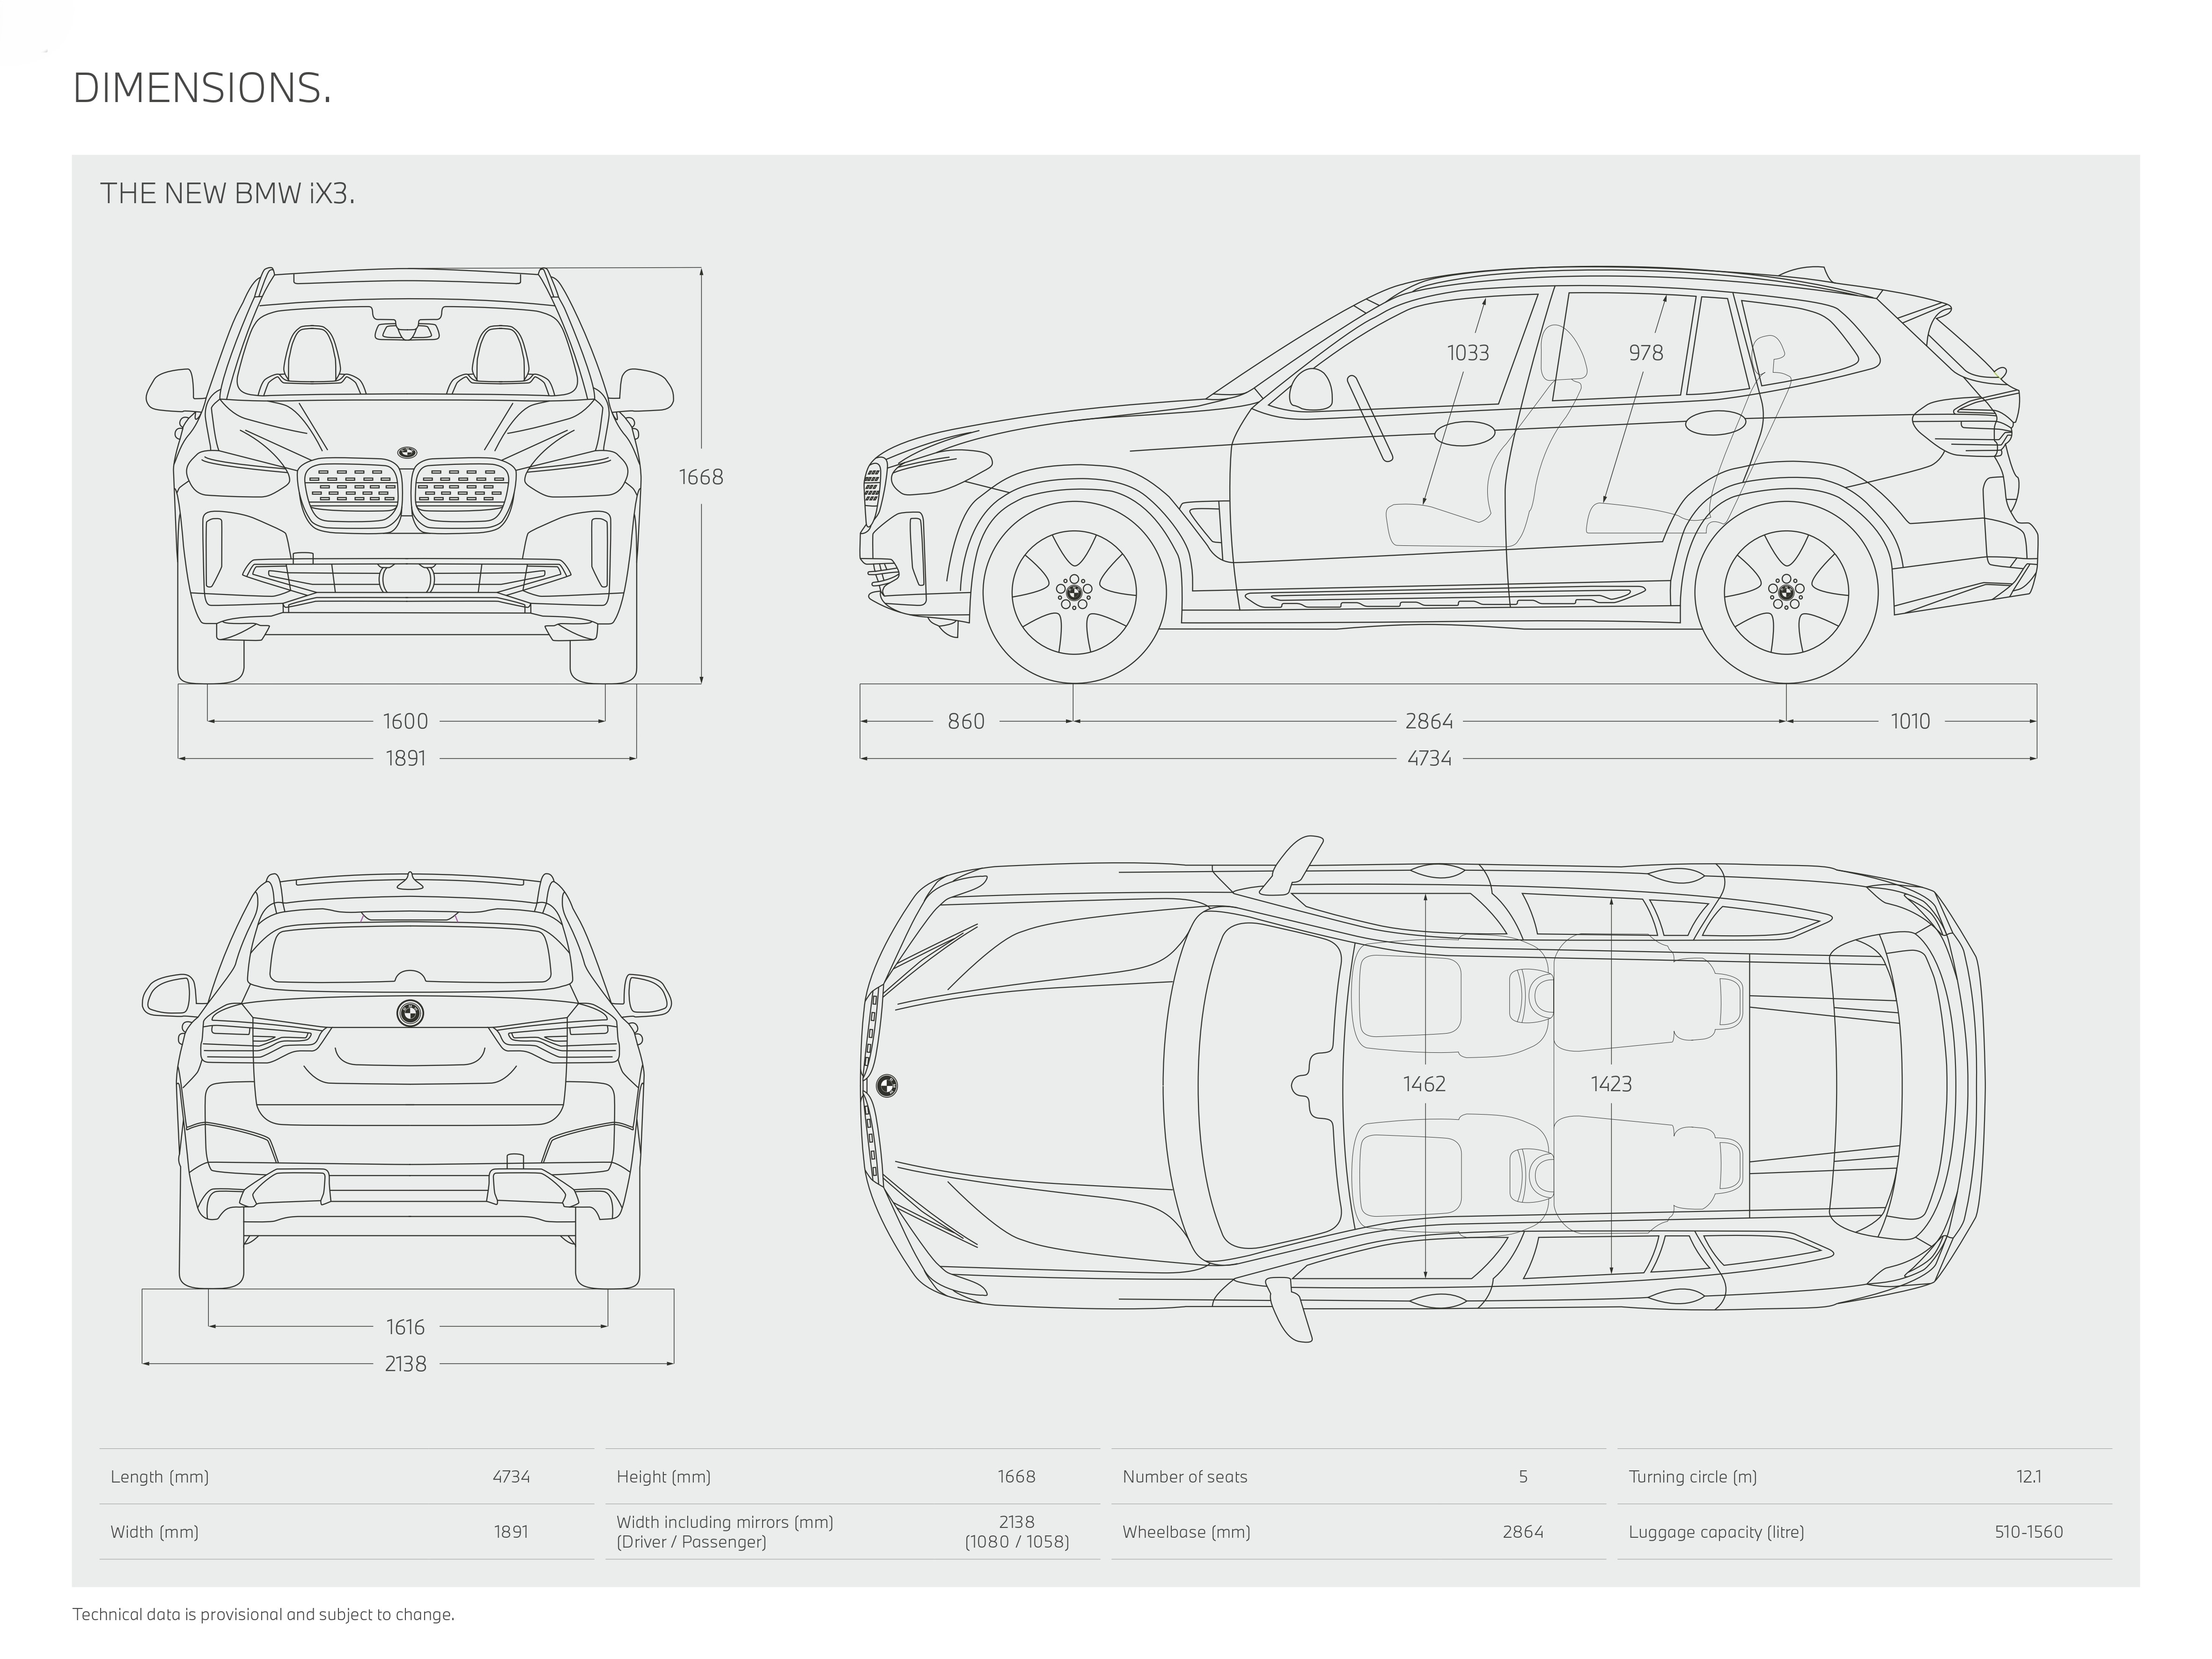 DIMENSIONS.
THE NEW BMW iX3.
1033
978
1668
1600
1891
860
2864
1010
4734
1462
1423
1616
2138
Length (mm) 4734
Height (mm) 1668
Number of seats 5
Turning circle (m) 12.1
Width (mm) 1891
Width including mirrors (mm) 2138
(Driver / Passenger) (1080 / 1058)
Wheelbase (mm) 2864
Luggage capacity (litre) 510-1560
Technical data is provisional and subject to change.